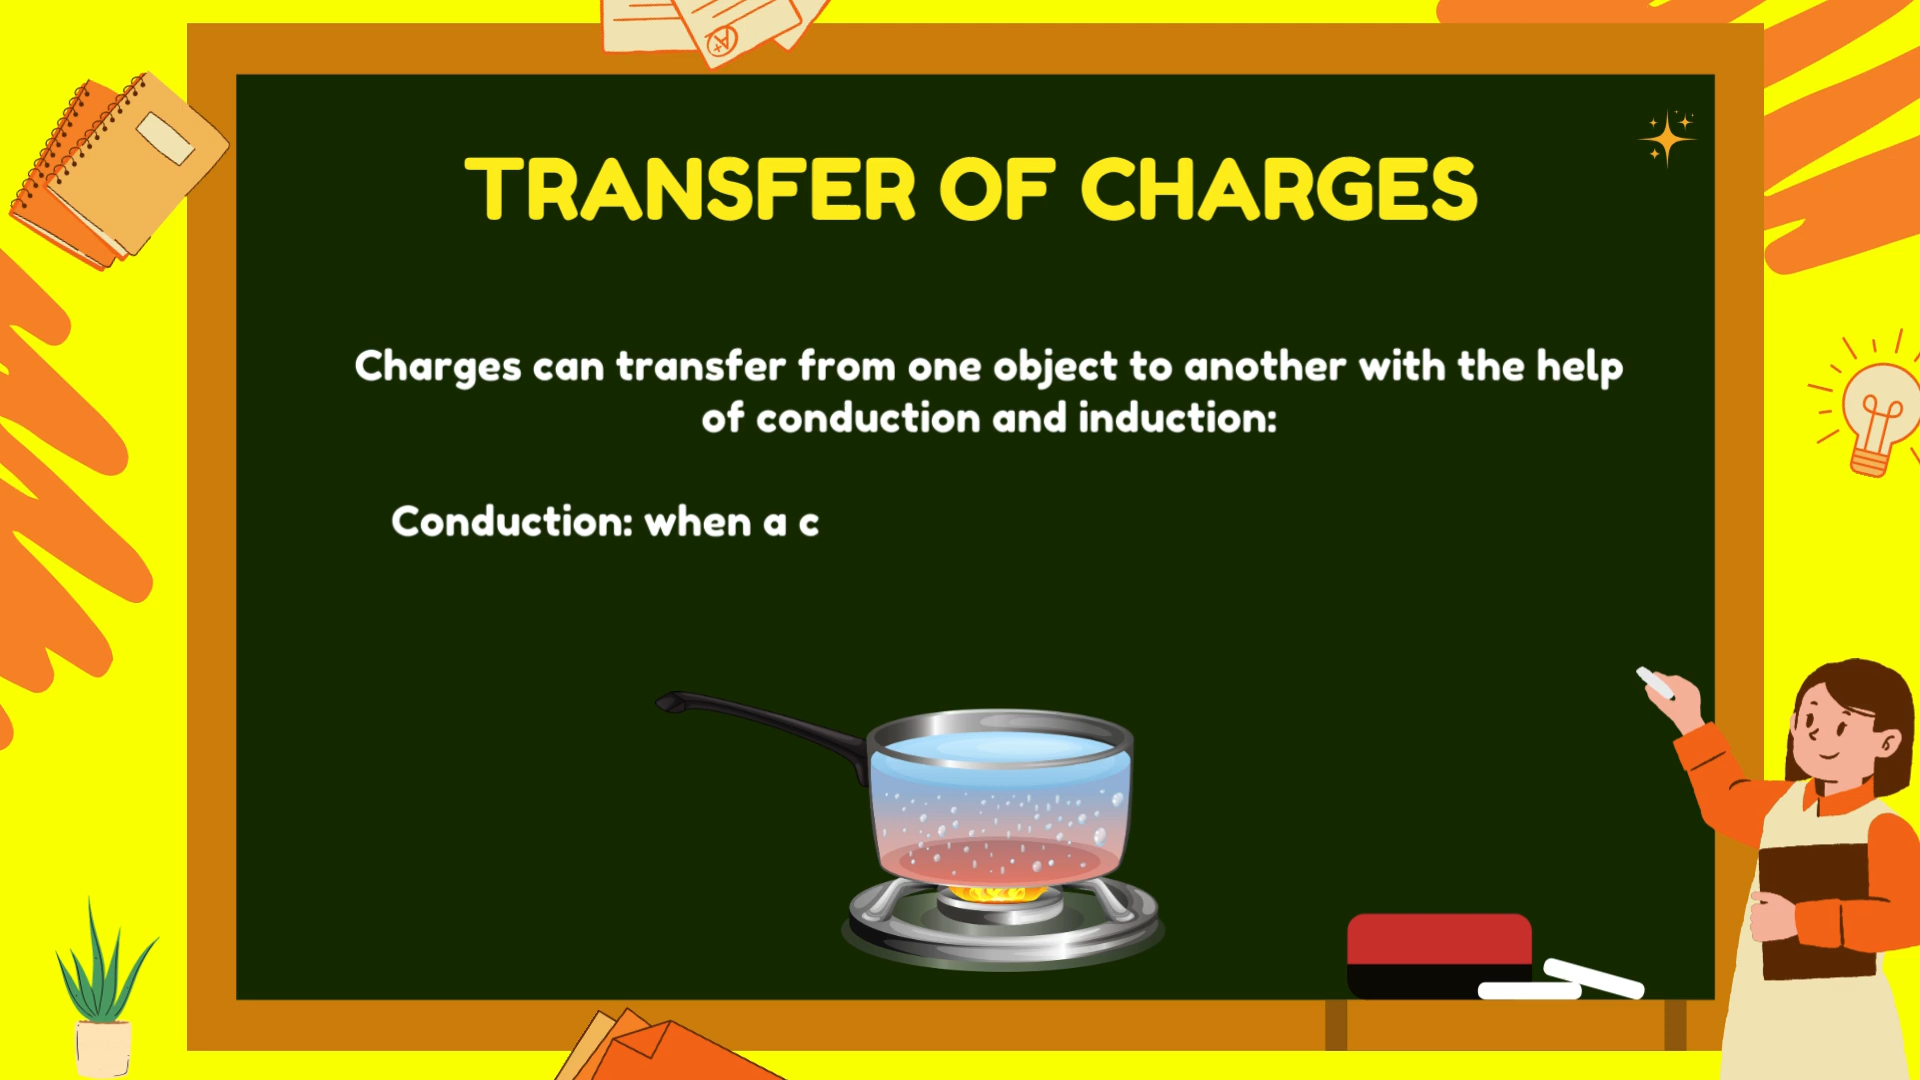 A+
TRANSFER OF CHARGES
Charges can transfer from one object to another with the help
of conduction and induction:
Conduction: when a c